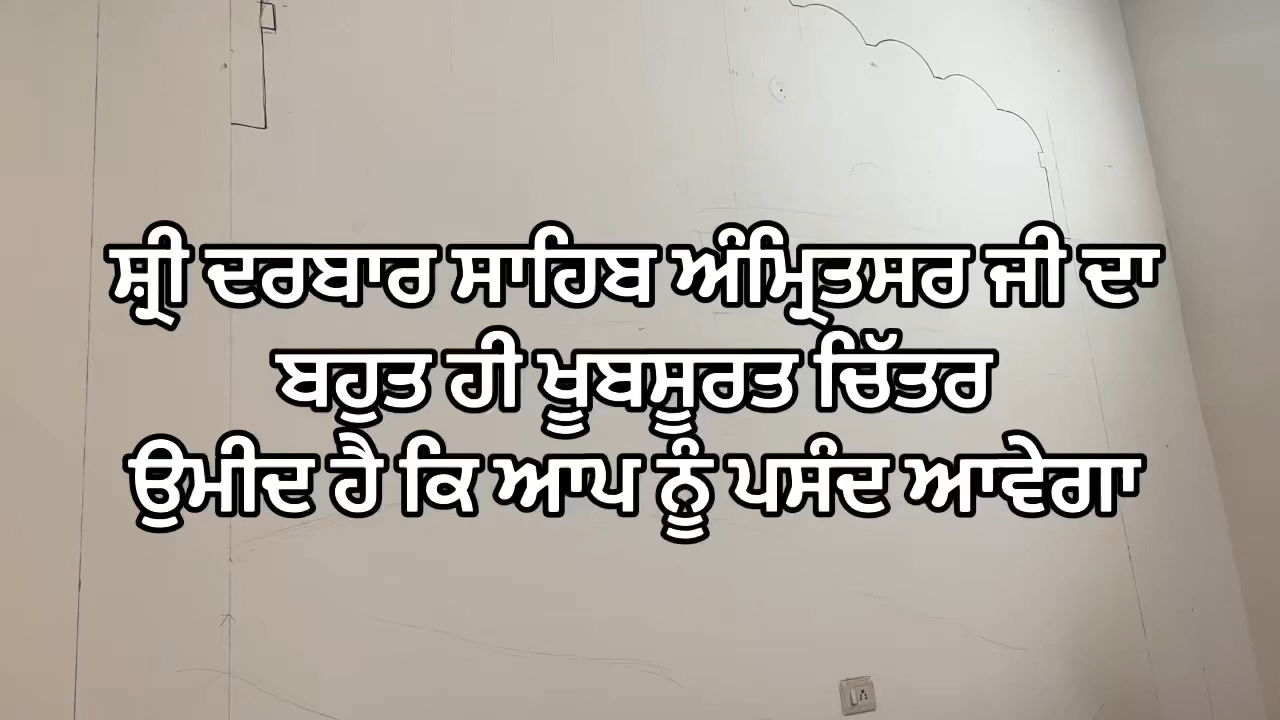 ਸ਼੍ਰੀ ਦਰਬਾਰ ਸਾਹਿਬ ਅੰਮ੍ਰਿਤਸਰ ਜੀ ਦਾ
ਬਹੁਤ ਹੀ ਖੂਬਸੂਰਤ ਚਿੱਤਰ
ਉਮੀਦ ਹੈ ਕਿ ਆਪ ਨੂੰ ਪਸੰਦ ਆਵੇਗਾ